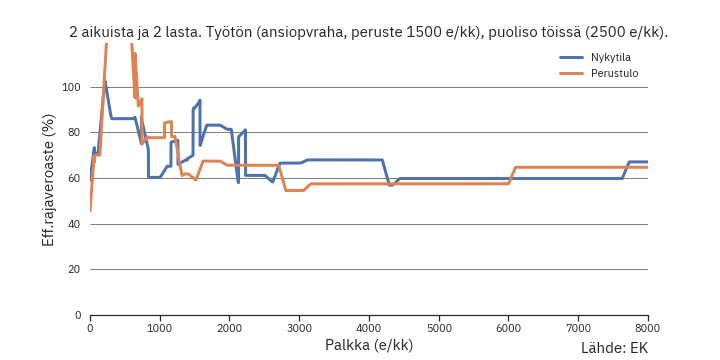 2 aikuista ja 2 lasta. Työtön (ansiopvraha, peruste 1500 e/kk), puoliso töissä (2500 e/kk).
Nykytila
Perustulo
Eff.rajaveroaste (%)
100
80
60
40
20
0
0 1000 2000 3000 4000 5000 6000 7000 8000
Palkka (e/kk)
Lähde: EK